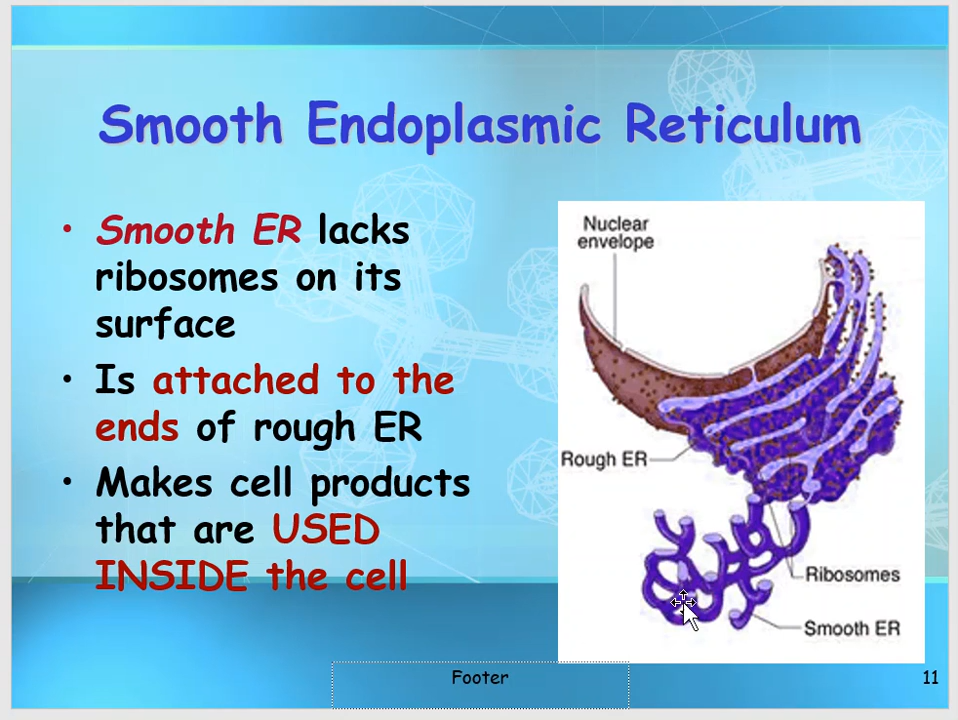 Smooth Endoplasmic Reticulum
• Smooth ER lacks
ribosomes on its
surface
• Is attached to the
ends of rough ER
• Makes cell products
that are USED
INSIDE the cell
Nuclear
envelope
Rough ER
Ribosomes
Smooth ER
Footer
11